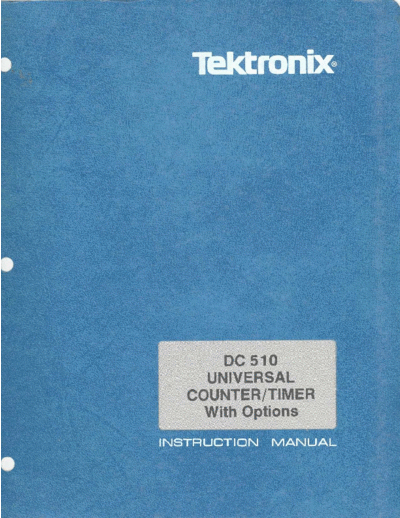 Tektronix®
DC 510
UNIVERSAL
COUNTER/TIMER
With Options
INSTRUCTION MANUAL